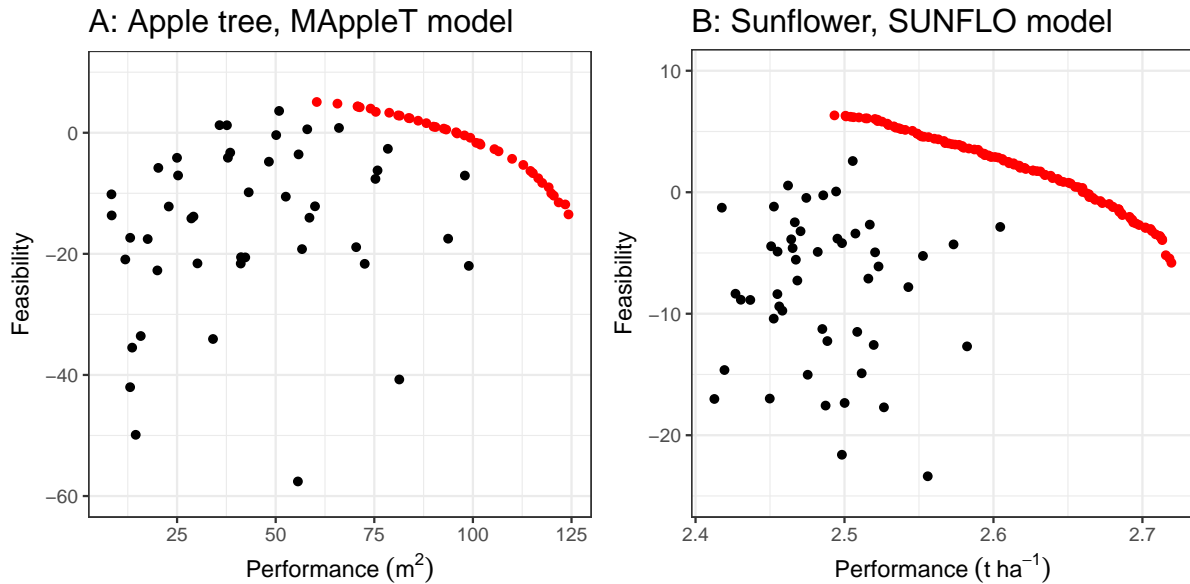 A: Apple tree, MAppleT model
Feasibility
0
−20
−40
−60
25
50
75
100
125
Performance (m²)
B: Sunflower, SUNFLO model
Feasibility
10
0
−10
−20
2.4
2.5
2.6
2.7
Performance (t ha⁻¹)